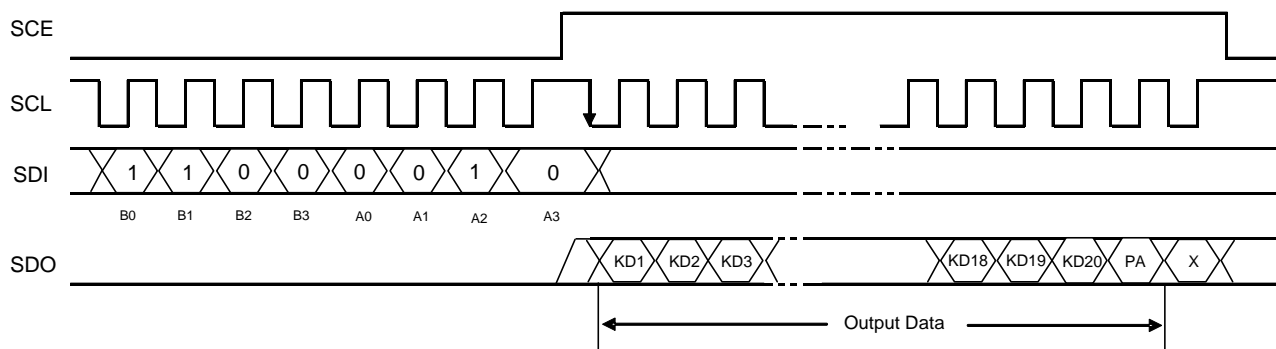 SCE
SCL
SDI
1 1 0 0 0 0 1 0
B0 B1 B2 B3 A0 A1 A2 A3
SDO
KD1 KD2 KD3 KD18 KD19 KD20 PA X
Output Data